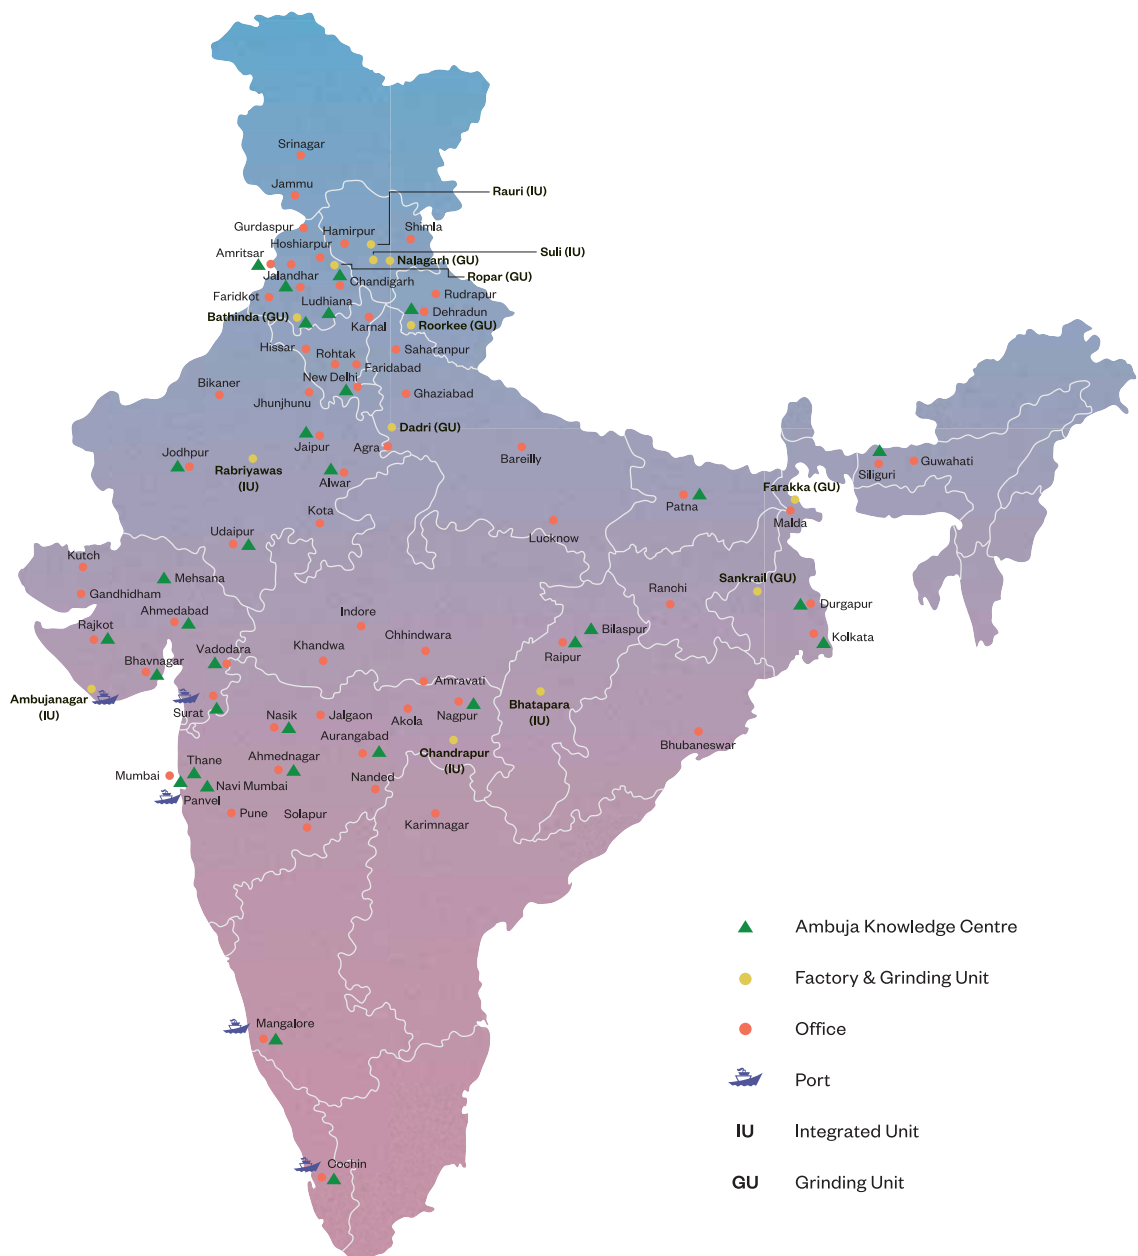 Srinagar
Jammu
Rauri (IU)
Gurdaspur
Hamirpur
Shimla
Hoshiarpur
Suli (IU)
Amritsar
Nalagarh (GU)
Ropar (GU)
Jalandhar
Chandigarh
Faridkot
Rudrapur
Ludhiana
Dehradun
Bathinda (GU)
Karnal
Roorkee (GU)
Hissar
Rohtak
Saharanpur
Faridabad
New Delhi
Bikaner
Jhunjhunu
Ghaziabad
Dadri (GU)
Jaipur
Agra
Jodhpur
Bareilly
Guwahati
Rabriyawas
(IU)
Alwar
Siliguri
Farakka (GU)
Patna
Kota
Malda
Udaipur
Lucknow
Kutch
Mehsana
Sankrail (GU)
Gandhidham
Ranchi
Ahmedabad
Durgapur
Indore
Rajkot
Bilaspur
Chhindwara
Kolkata
Khandwa
Vadodara
Raipur
Bhavnagar
Amravati
Ambujanagar
(IU)
Bhatapara
(IU)
Surat
Nasik
Jalgaon
Akola
Nagpur
Aurangabad
Bhubaneswar
Chandrapur
(IU)
Thane
Ahmednagar
Mumbai
Nanded
Navi Mumbai
Panvel
Pune
Solapur
Karimnagar
Mangalore
Cochin
Ambuja Knowledge Centre
Factory & Grinding Unit
Office
Port
IU Integrated Unit
GU Grinding Unit